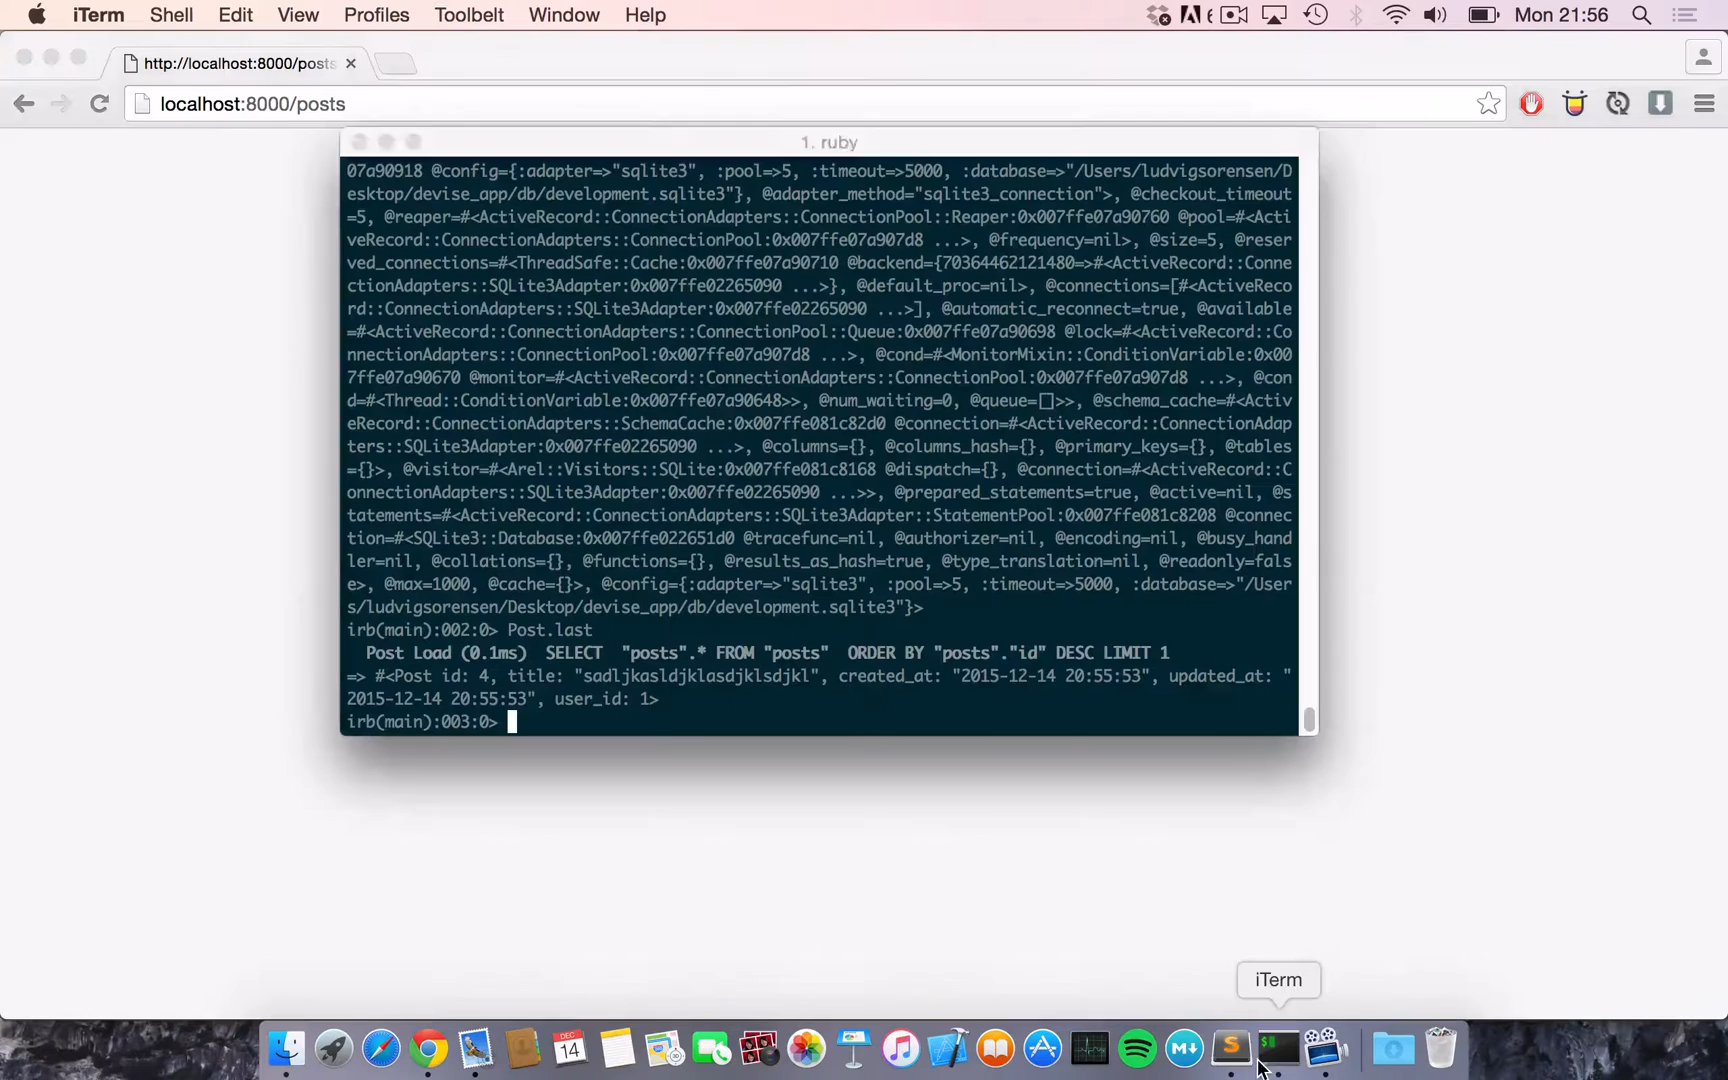 iTerm Shell Edit View Profiles Toolbelt Window Help 6 Mon 21:56
http://localhost:8000/posts
localhost:8000/posts
1. ruby
07a90918 @config={:adapter=>"sqlite3", :pool=>5, :timeout=>5000, :database=>"/Users/ludvigsorensen/D
esktop/devise_app/db/development.sqlite3"}, @adapter_method="sqlite3_connection">, @checkout_timeout
=5, @reaper=#<ActiveRecord::ConnectionAdapters::ConnectionPool::Reaper:0x007ffe07a90760 @pool=#<Acti
veRecord::ConnectionAdapters::ConnectionPool:0x007ffe07a907d8 ...>, @frequency=nil>, @size=5, @reser
ved_connections=#<ThreadSafe::Cache:0x007ffe07a90710 @backend={70364462121480=>#<ActiveRecord::Conne
ctionAdapters::SQLite3Adapter:0x007ffe02265090 ...>}, @default_proc=nil>, @connections=[#<ActiveReco
rd::ConnectionAdapters::SQLite3Adapter:0x007ffe02265090 ...>], @automatic_reconnect=true, @available
=#<ActiveRecord::ConnectionAdapters::ConnectionPool::Queue:0x007ffe07a90698 @lock=#<ActiveRecord::Co
nnectionAdapters::ConnectionPool:0x007ffe07a907d8 ...>, @cond=#<MonitorMixin::ConditionVariable:0x00
7ffe07a90670 @monitor=#<ActiveRecord::ConnectionAdapters::ConnectionPool:0x007ffe07a907d8 ...>, @con
d=#<Thread::ConditionVariable:0x007ffe07a90648>>, @num_waiting=0, @queue=[]>>, @schema_cache=#<Activ
eRecord::ConnectionAdapters::SchemaCache:0x007ffe081c82d0 @connection=#<ActiveRecord::ConnectionAdap
ters::SQLite3Adapter:0x007ffe02265090 ...>, @columns={}, @columns_hash={}, @primary_keys={}, @tables
={}>, @visitor=#<Arel::Visitors::SQLite:0x007ffe081c8168 @dispatch={}, @connection=#<ActiveRecord::C
onnectionAdapters::SQLite3Adapter:0x007ffe02265090 ...>>, @prepared_statements=true, @active=nil, @s
tatements=#<ActiveRecord::ConnectionAdapters::SQLite3Adapter::StatementPool:0x007ffe081c8208 @connec
tion=#<SQLite3::Database:0x007ffe022651d0 @tracefunc=nil, @authorizer=nil, @encoding=nil, @busy_hand
ler=nil, @collations={}, @functions={}, @results_as_hash=true, @type_translation=nil, @readonly=fals
e>, @max=1000, @cache={}>, @config={:adapter=>"sqlite3", :pool=>5, :timeout=>5000, :database=>"/User
s/ludvigsorensen/Desktop/devise_app/db/development.sqlite3"}>
irb(main):002:0> Post.last
Post Load (0.1ms) SELECT "posts".* FROM "posts" ORDER BY "posts"."id" DESC LIMIT 1
=> #<Post id: 4, title: "sadljkasldjklasdjklsdjkl", created_at: "2015-12-14 20:55:53", updated_at: "
2015-12-14 20:55:53", user_id: 1>
irb(main):003:0>
iTerm
DEC
14
M↓
S
$